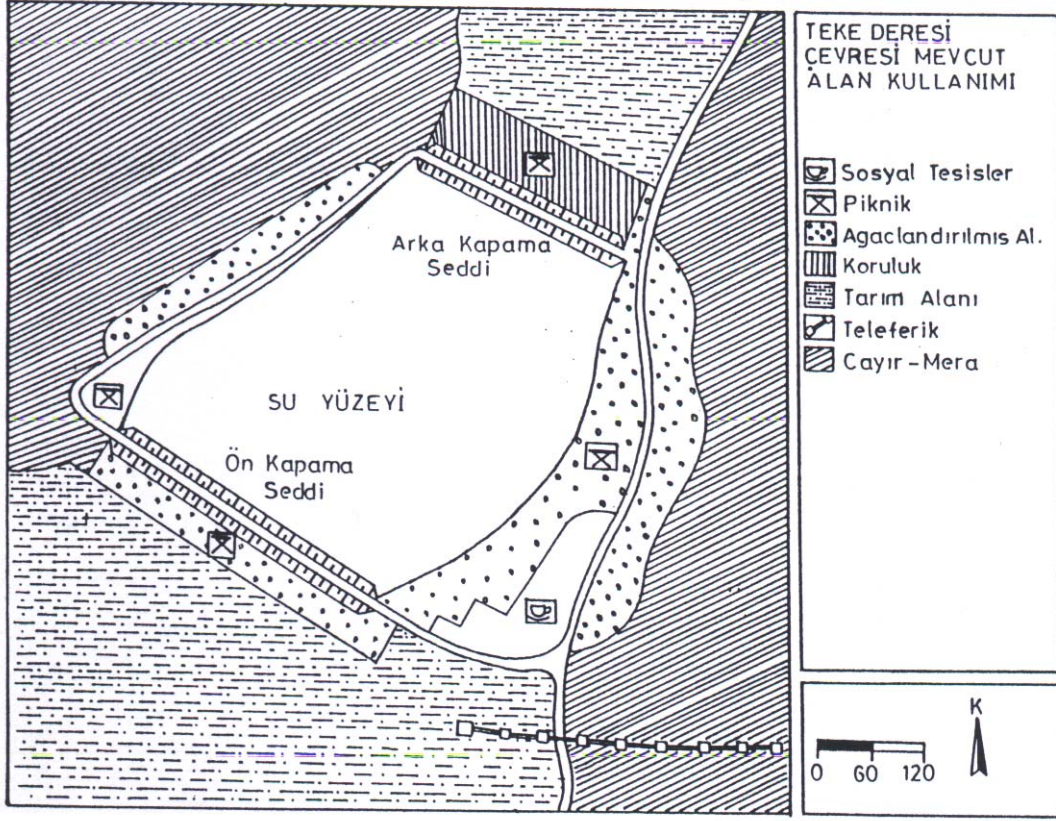 TEKE DERESİ
ÇEVRESİ MEVCUT
ALAN KULLANIMI
Sosyal Tesisler
Piknik
Agaclandırılmıs Al.
Koruluk
Tarım Alanı
Teleferik
Cayır-Mera
Arka Kapama
Seddi
SU YÜZEYİ
Ön Kapama
Seddi
K
0 60 120